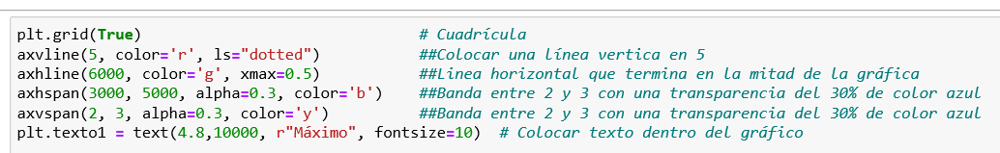 plt.grid(True)                                # Cuadrícula
axvline(5, color='r', ls="dotted")            ##Colocar una línea vertica en 5
axhline(6000, color='g', xmax=0.5)            ##Linea horizontal que termina en la mitad de la gráfica
axhspan(3000, 5000, alpha=0.3, color='b')    ##Banda entre 2 y 3 con una transparencia del 30% de color azul
axvspan(2, 3, alpha=0.3, color='y')          ##Banda entre 2 y 3 con una transparencia del 30% de color azul
plt.texto1 = text(4.8,10000, r"Máximo", fontsize=10)  # Colocar texto dentro del gráfico